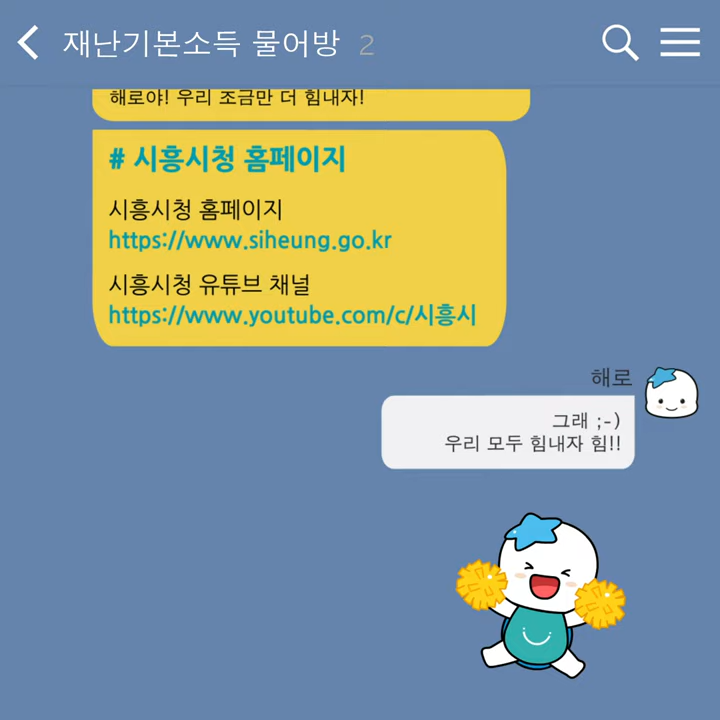 재난기본소득 물어방 2
해로야! 우리 조금만 더 힘내자!
# 시흥시청 홈페이지
시흥시청 홈페이지
https://www.siheung.go.kr
시흥시청 유튜브 채널
https://www.youtube.com/c/시흥시
해로
그래 ;-)
우리 모두 힘내자 힘!!